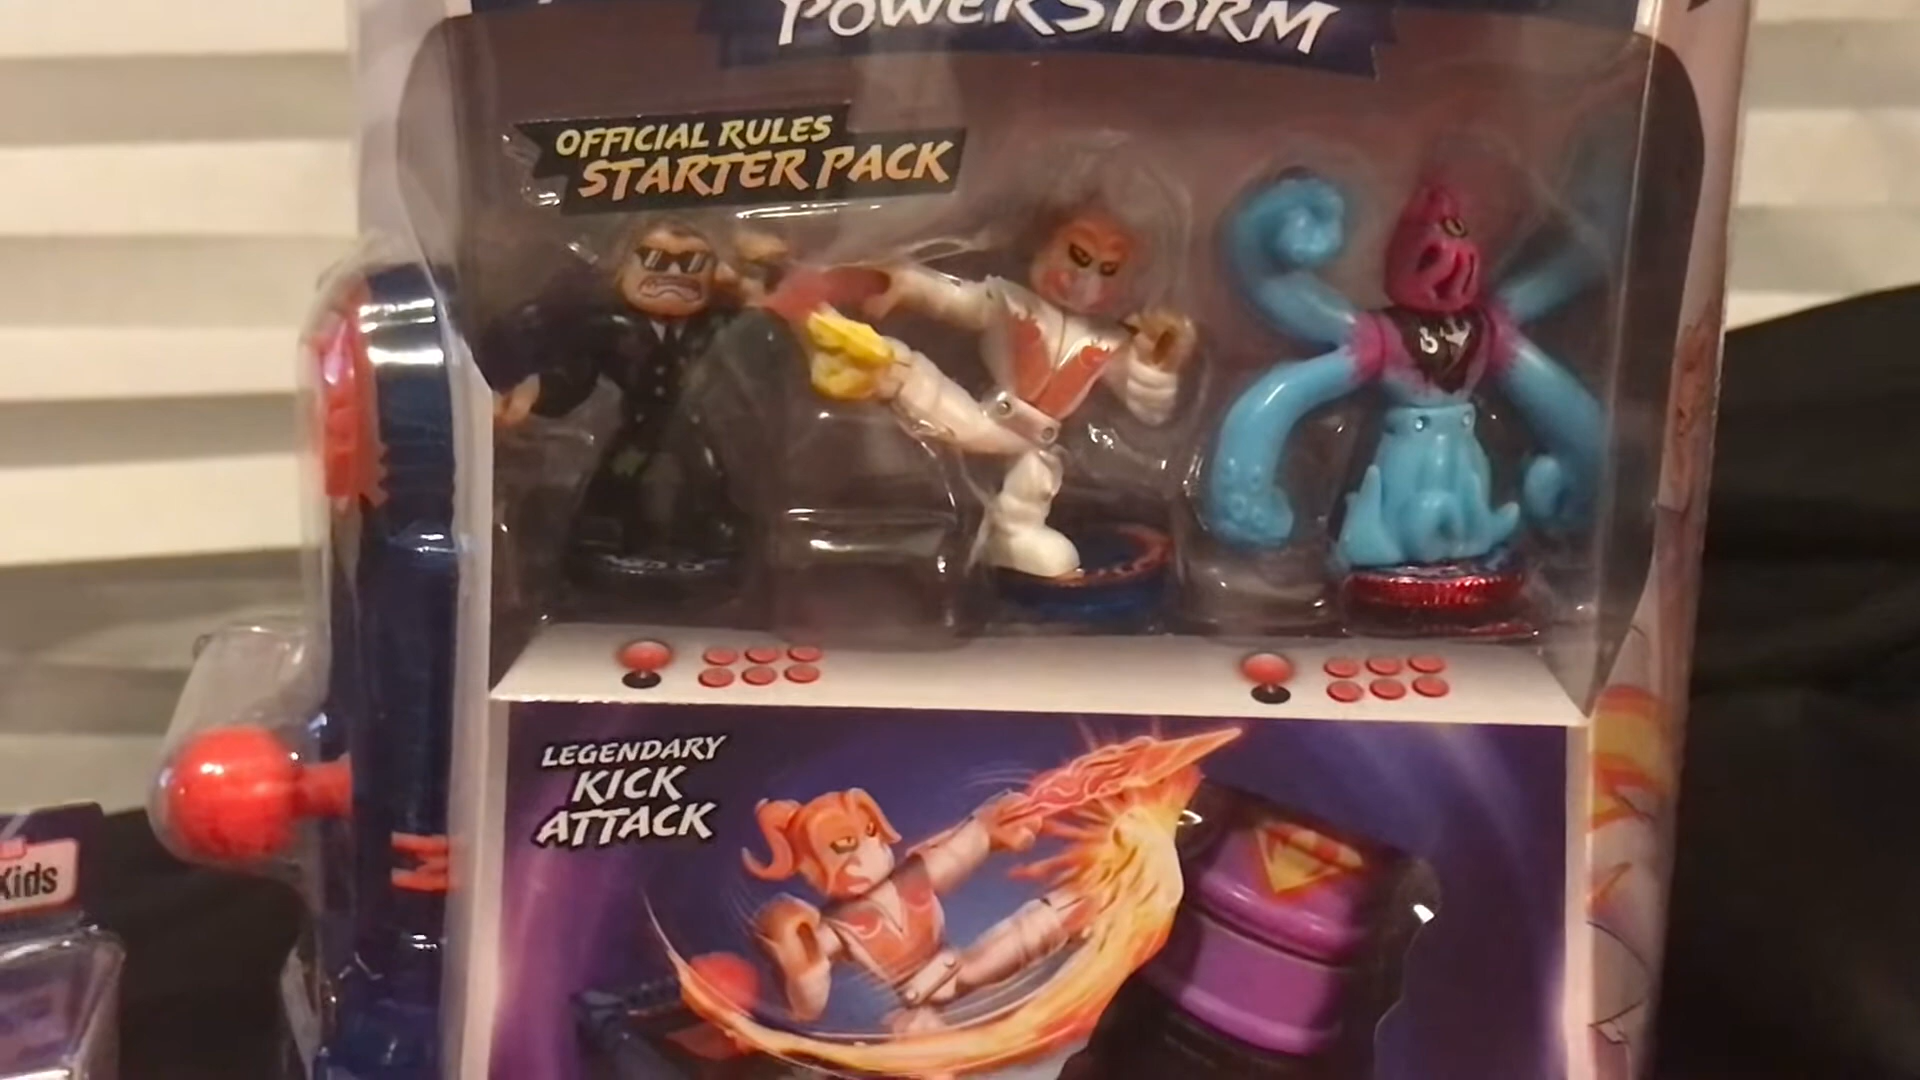 POWERSTORM
OFFICIAL RULES
STARTER PACK
LEGENDARY
KICK
ATTACK
Kids